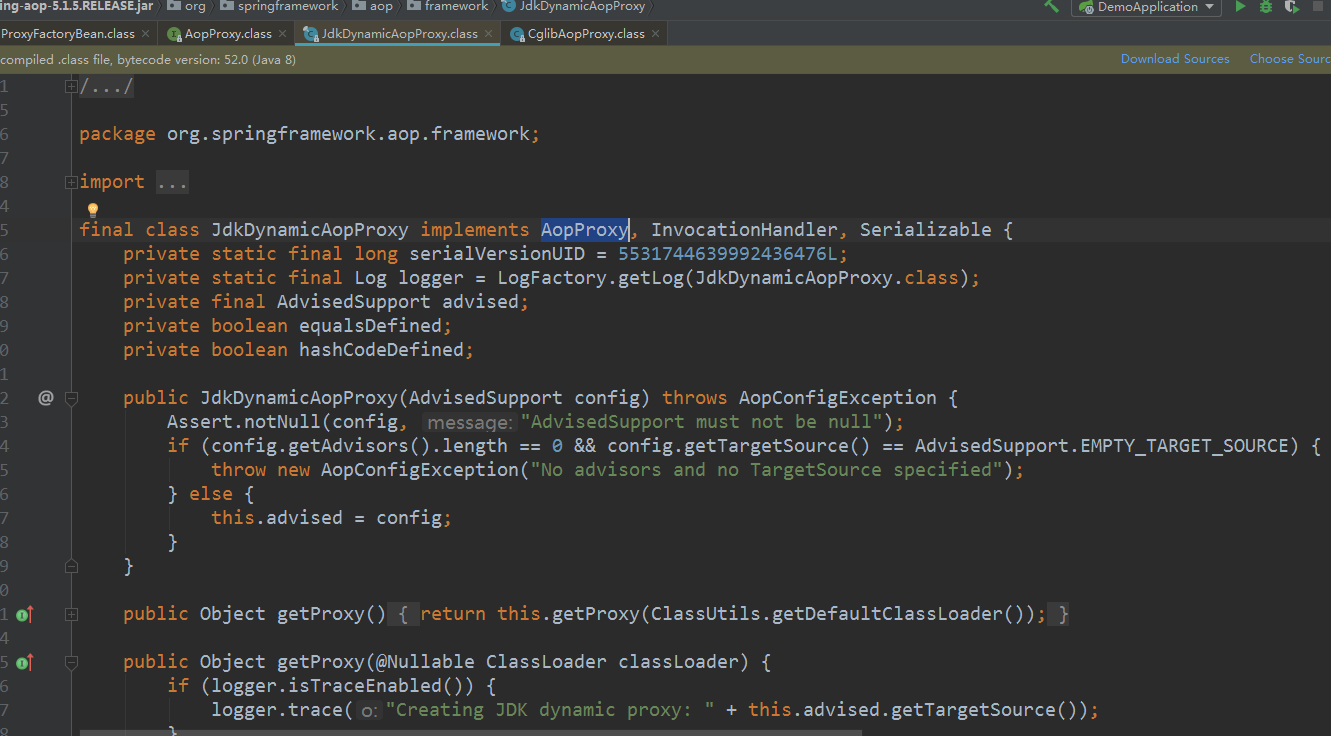 ing-aop-5.1.5.RELEASE.jar org springframework aop framework JdkDynamicAopProxy DemoApplication
ProxyFactoryBean.class × AopProxy.class × JdkDynamicAopProxy.class × CglibAopProxy.class ×
compiled .class file, bytecode version: 52.0 (Java 8) Download Sources Choose Sourc
1 /.../
5
6 package org.springframework.aop.framework;
7
8 import ...
4
5 final class JdkDynamicAopProxy implements AopProxy, InvocationHandler, Serializable {
6 private static final long serialVersionUID = 5531744639992436476L;
7 private static final Log logger = LogFactory.getLog(JdkDynamicAopProxy.class);
8 private final AdvisedSupport advised;
9 private boolean equalsDefined;
0 private boolean hashCodeDefined;
1
2 @ public JdkDynamicAopProxy(AdvisedSupport config) throws AopConfigException {
3 Assert.notNull(config, message: "AdvisedSupport must not be null");
4 if (config.getAdvisors().length == 0 && config.getTargetSource() == AdvisedSupport.EMPTY_TARGET_SOURCE) {
5 throw new AopConfigException("No advisors and no TargetSource specified");
6 } else {
7 this.advised = config;
8 }
9 }
0
1 public Object getProxy() { return this.getProxy(ClassUtils.getDefaultClassLoader()); }
4
5 public Object getProxy(@Nullable ClassLoader classLoader) {
6 if (logger.isTraceEnabled()) {
7 logger.trace( o: "Creating JDK dynamic proxy: " + this.advised.getTargetSource());
8 }